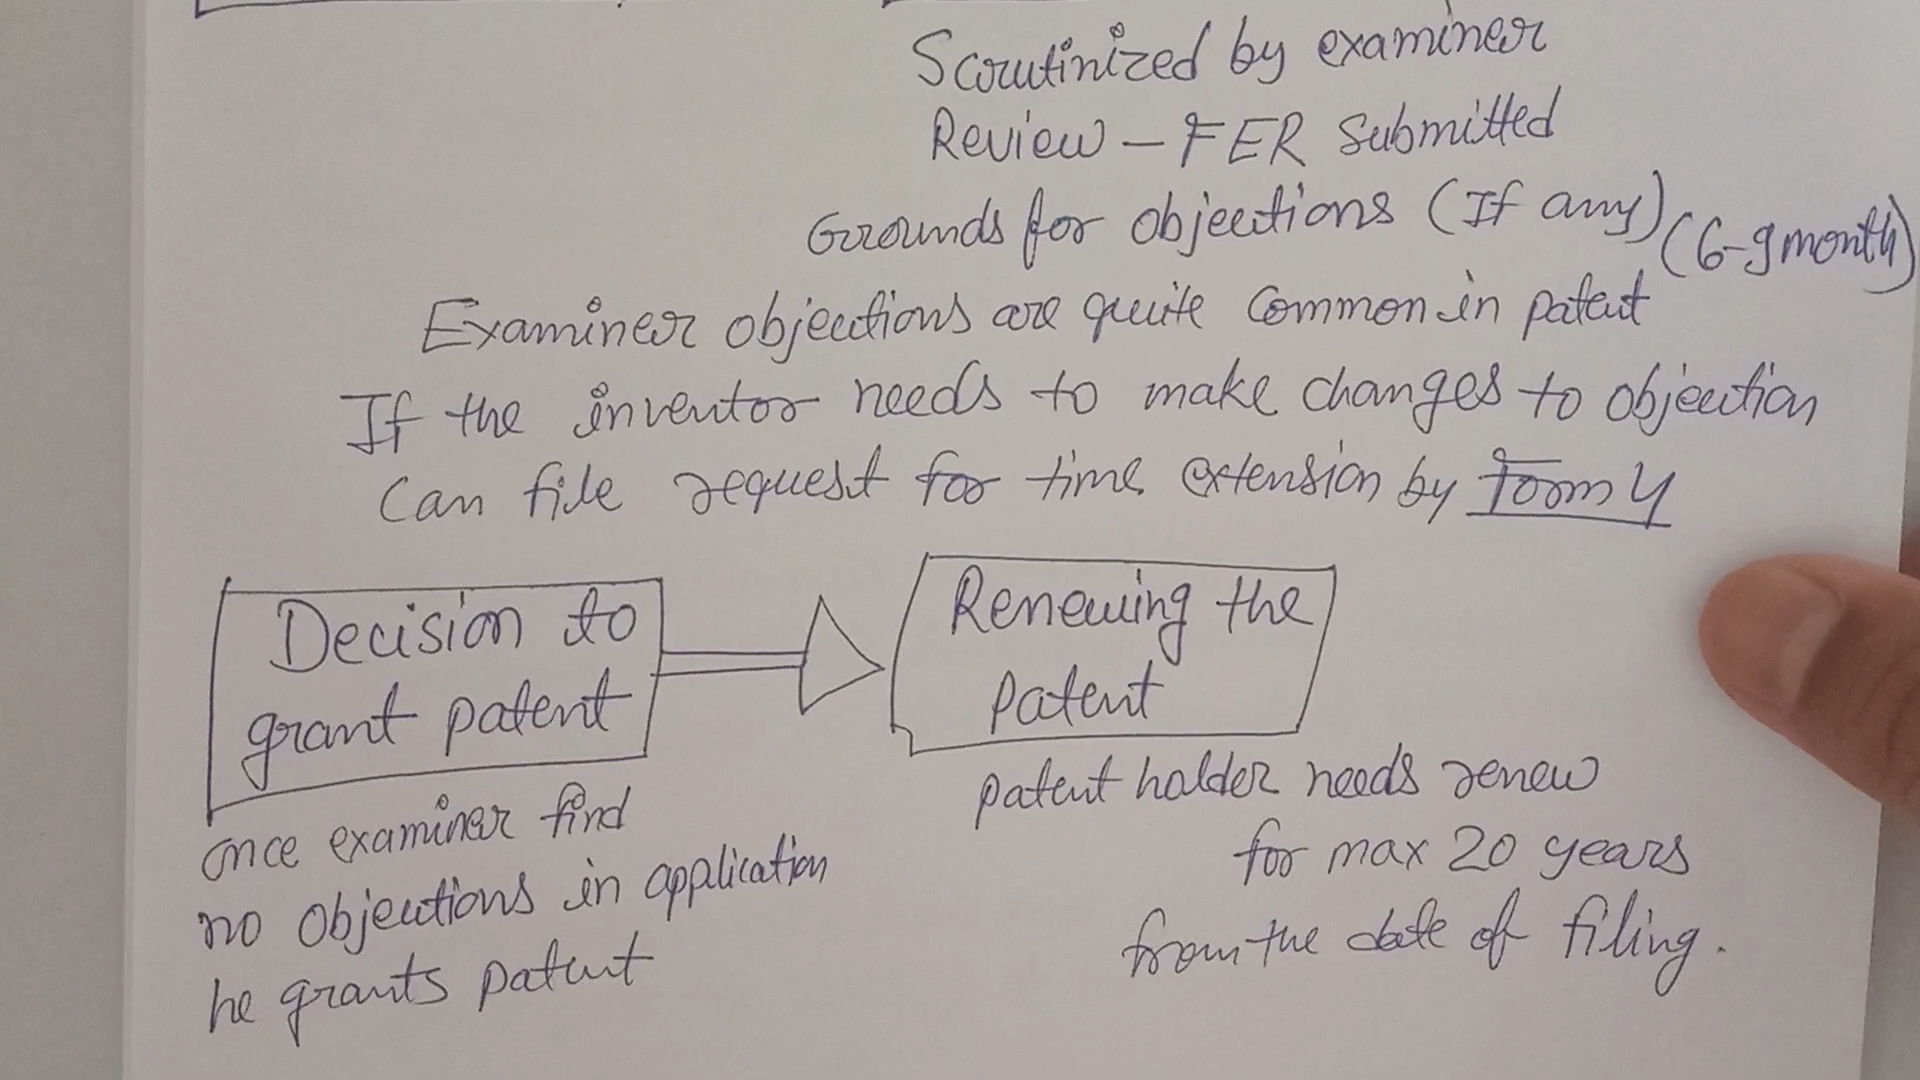 Scrutinized by examiner
Review - FER Submitted
Grounds for objections (If any) (6-9 month)
Examiner objections are quite common in patent
If the inventor needs to make changes to objection
Can file request for time extension by Form 4
Decision to
grant patent
once examiner find
no objections in application
he grants patent
Renewing the
patent
patent holder needs renew
for max 20 years
from the date of filing.